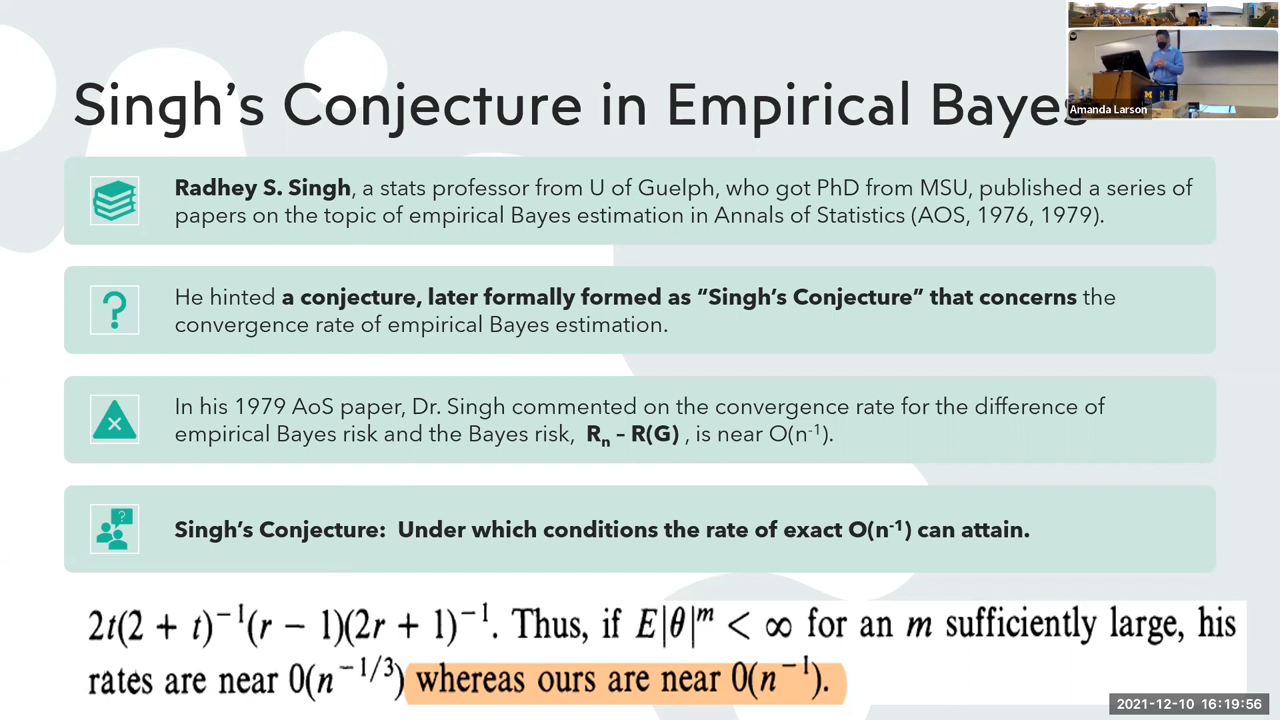 Singh's Conjecture in Empirical Bayes
Amanda Larson
Radhey S. Singh, a stats professor from U of Guelph, who got PhD from MSU, published a series of
papers on the topic of empirical Bayes estimation in Annals of Statistics (AOS, 1976, 1979).
?
He hinted a conjecture, later formally formed as “Singh's Conjecture” that concerns the
convergence rate of empirical Bayes estimation.
In his 1979 AoS paper, Dr. Singh commented on the convergence rate for the difference of
empirical Bayes risk and the Bayes risk, Rₙ – R(G) , is near O(n⁻¹).
?
Singh's Conjecture: Under which conditions the rate of exact O(n⁻¹) can attain.
2t(2 + t)⁻¹(r − 1)(2r + 1)⁻¹. Thus, if E|θ|ᵐ < ∞ for an m sufficiently large, his
rates are near 0(n⁻¹/³) whereas ours are near 0(n⁻¹).
2021-12-10 16:19:56